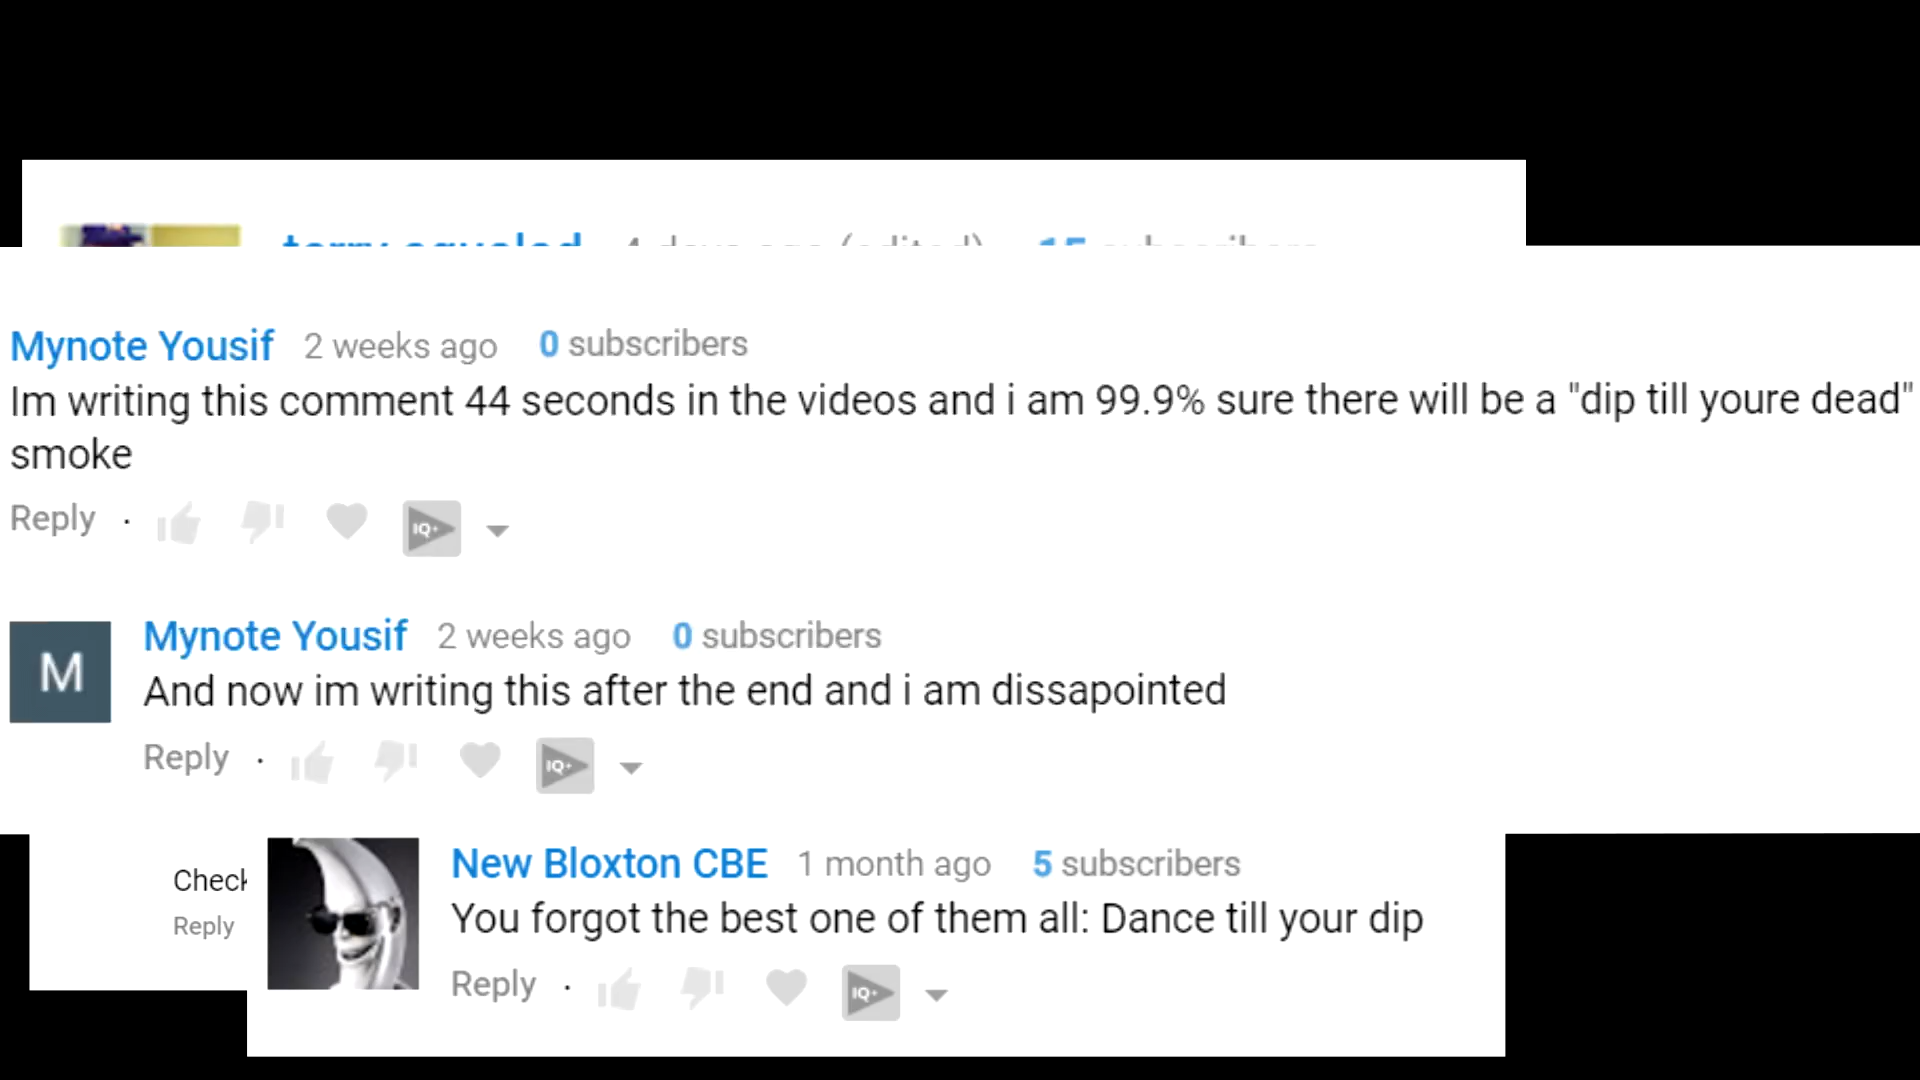 Mynote Yousif 2 weeks ago 0 subscribers
Im writing this comment 44 seconds in the videos and i am 99.9% sure there will be a "dip till youre dead"
smoke
Reply · IQ+
M
Mynote Yousif 2 weeks ago 0 subscribers
And now im writing this after the end and i am dissapointed
Reply · IQ+
Check
Reply
New Bloxton CBE 1 month ago 5 subscribers
You forgot the best one of them all: Dance till your dip
Reply · IQ+